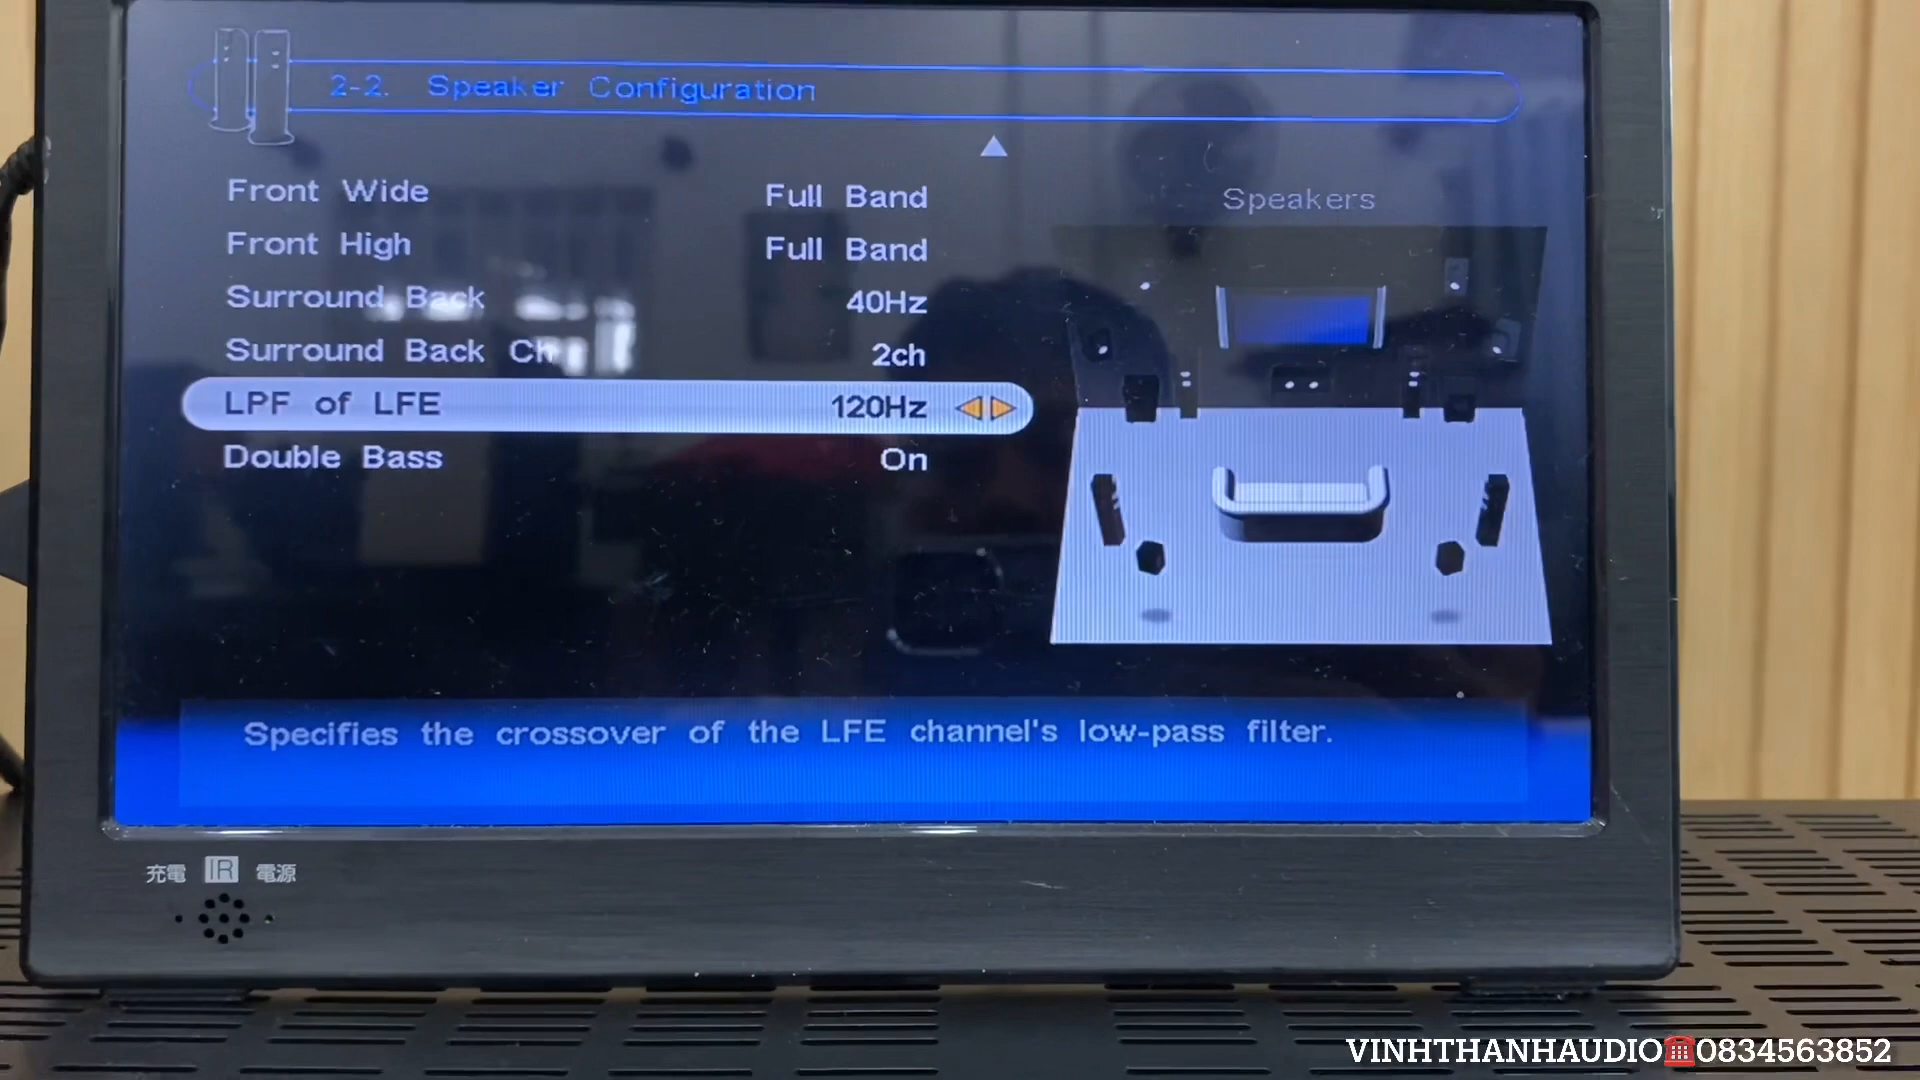 2-2. Speaker Configuration
Front Wide Full Band
Front High Full Band
Surround Back 40Hz
Surround Back Ch 2ch
LPF of LFE 120Hz
Double Bass On
Speakers
Specifies the crossover of the LFE channel's low-pass filter.
充電 IR 電源
VINHTHANHAUDIO☎0834563852